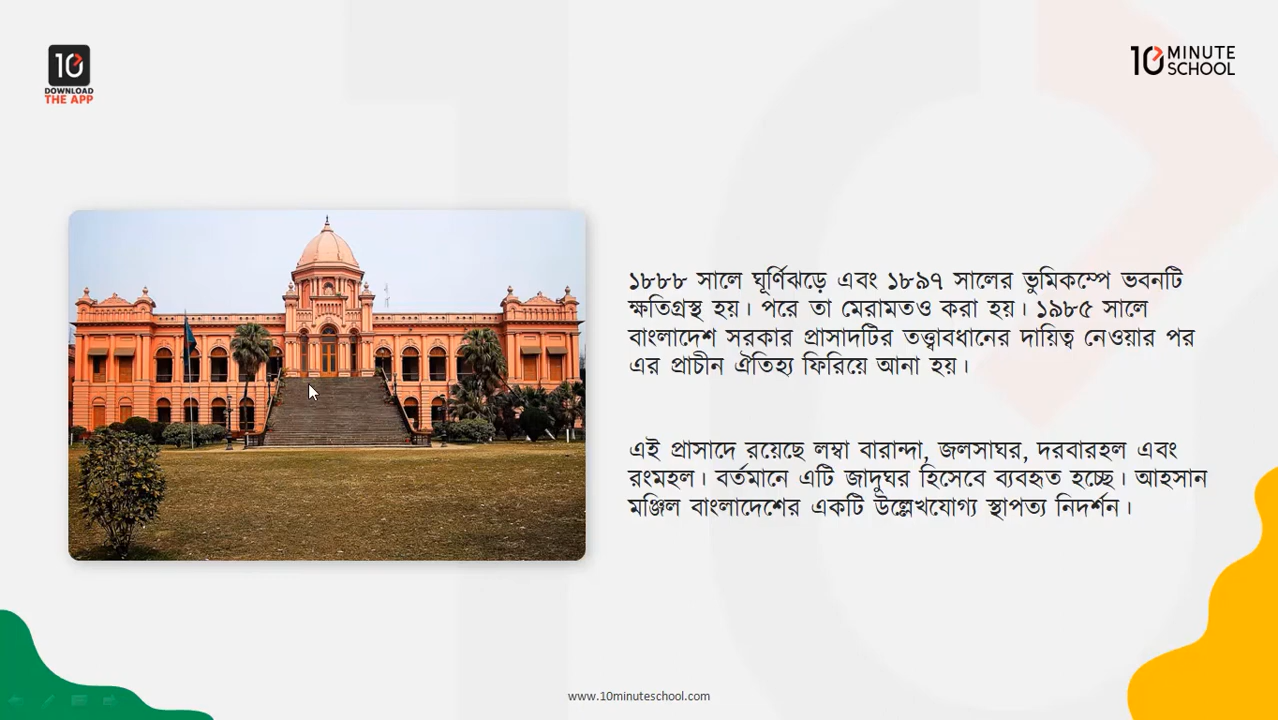 10
DOWNLOAD
THE APP
10 MINUTE
SCHOOL
১৮৮৮ সালে ঘূর্ণিঝড়ে এবং ১৮৯৭ সালের ভূমিকম্পে ভবনটি
ক্ষতিগ্রস্থ হয়। পরে তা মেরামতও করা হয়। ১৯৮৫ সালে
বাংলাদেশ সরকার প্রাসাদটির তত্ত্বাবধানের দায়িত্ব নেওয়ার পর
এর প্রাচীন ঐতিহ্য ফিরিয়ে আনা হয়।
এই প্রাসাদে রয়েছে লম্বা বারান্দা, জলসাঘর, দরবারহল এবং
রংমহল। বর্তমানে এটি জাদুঘর হিসেবে ব্যবহৃত হচ্ছে। আহসান
মঞ্জিল বাংলাদেশের একটি উল্লেখযোগ্য স্থাপত্য নিদর্শন।
www.10minuteschool.com